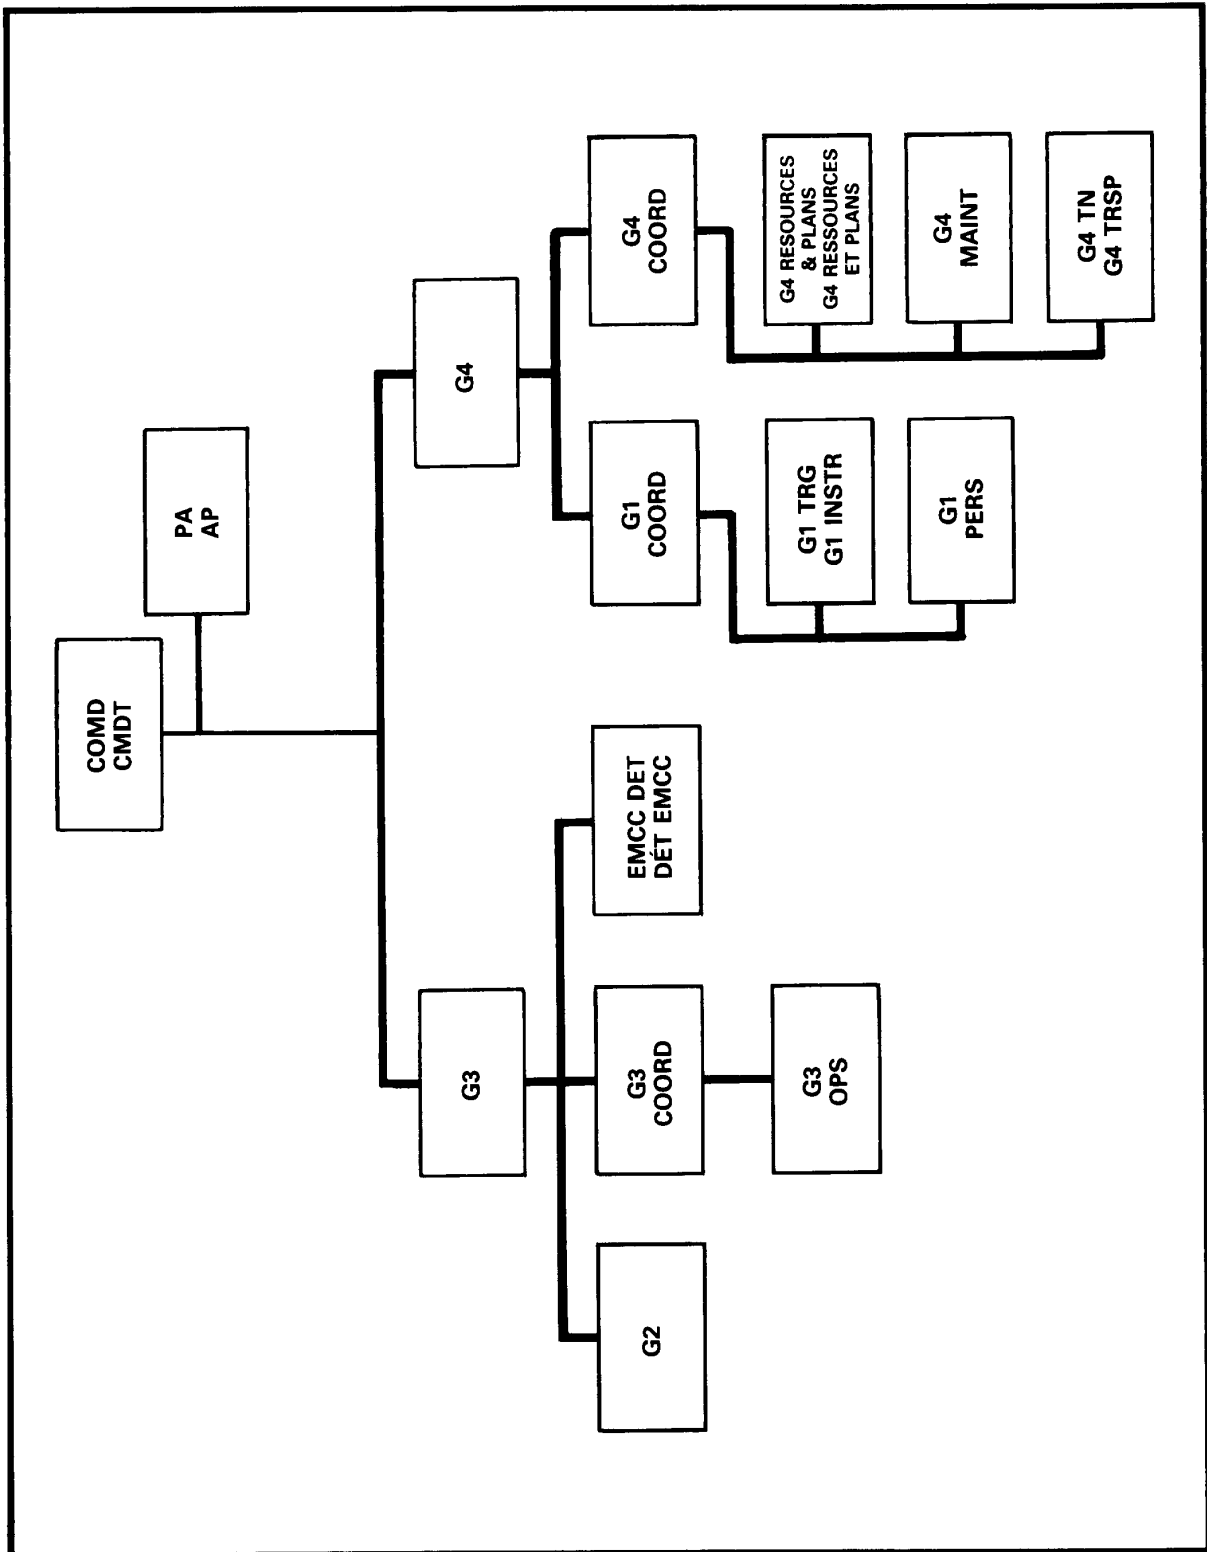 COMD
CMDT
PA
AP
G3
G4
G2
G3
COORD
EMCC DET
DÉT EMCC
G1
COORD
G4
COORD
G3
OPS
G1 TRG
G1 INSTR
G1
PERS
G4 RESOURCES
& PLANS
G4 RESSOURCES
ET PLANS
G4
MAINT
G4 TN
G4 TRSP